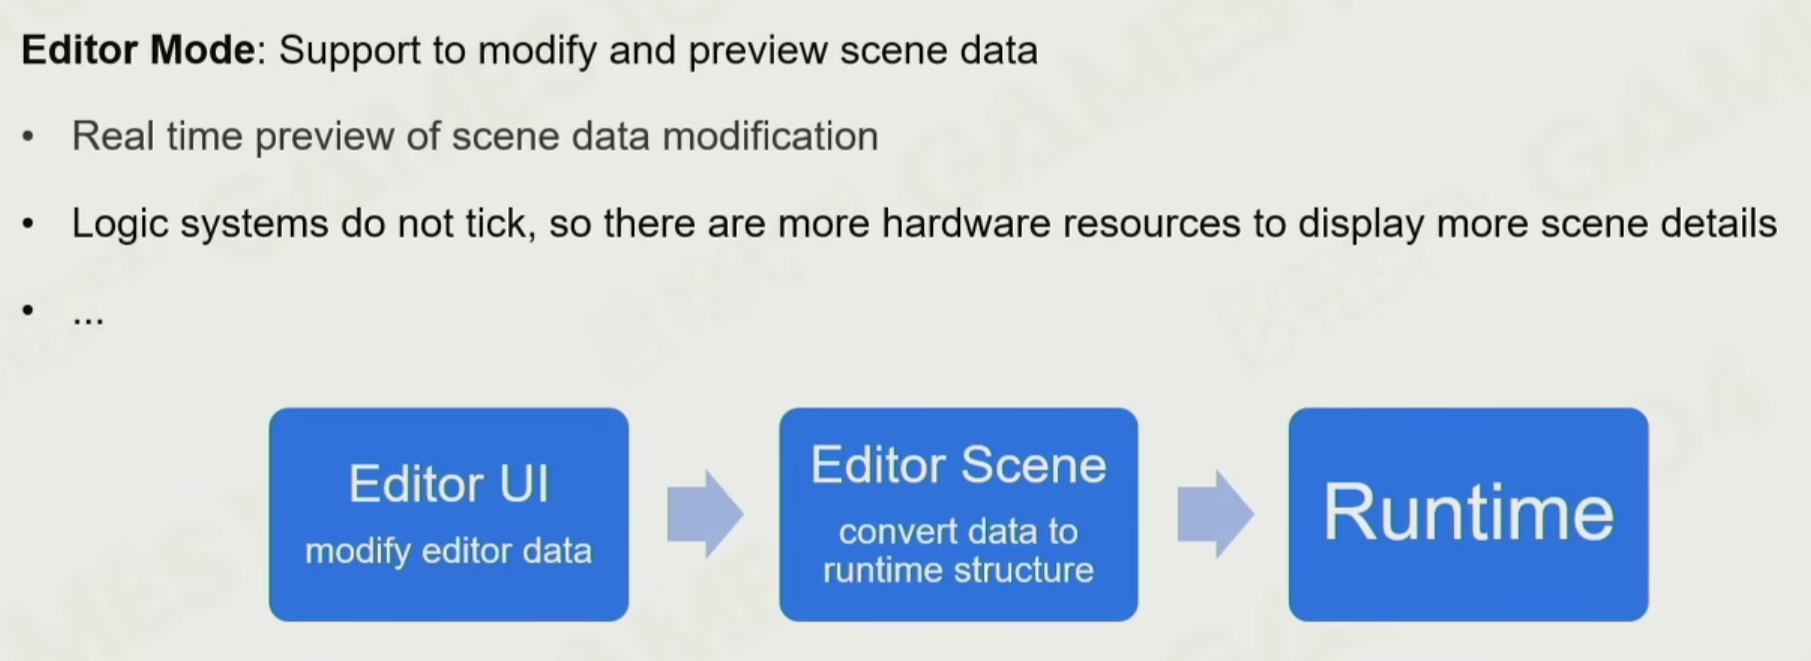 Editor Mode: Support to modify and preview scene data
• Real time preview of scene data modification
• Logic systems do not tick, so there are more hardware resources to display more scene details
• ...
Editor UI
modify editor data
Editor Scene
convert data to
runtime structure
Runtime